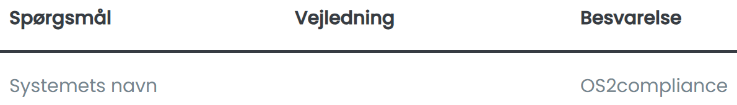 Spørgsmål Vejledning Besvarelse
Systemets navn OS2compliance